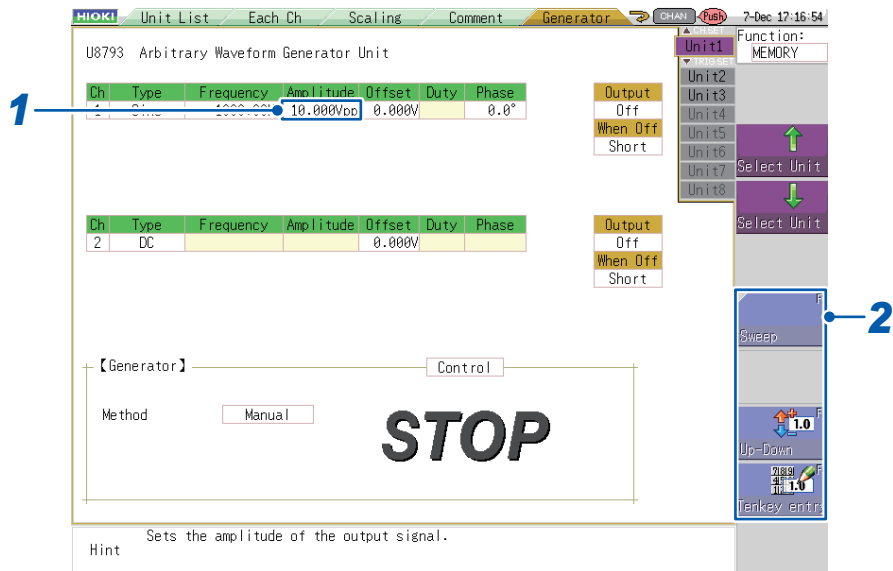 HIOKI Unit List Each Ch Scaling Comment Generator CHAN Push 7-Dec 17:16:54
U8793 Arbitrary Waveform Generator Unit
▲ CH.SET
Unit1
▼ TRIG.SET
Unit2
Unit3
Unit4
Unit5
Unit6
Unit7
Unit8
Function:
MEMORY
Select Unit
Select Unit
1
Ch Type Frequency Amplitude Offset Duty Phase
10.000Vpp 0.000V 0.0°
Output
Off
When Off
Short
Ch Type Frequency Amplitude Offset Duty Phase
2 DC 0.000V
Output
Off
When Off
Short
2
F
Sweep
F
1.0
Up-Down
F
1.0
Tenkey entry
【Generator】 Control
Method Manual
STOP
Hint Sets the amplitude of the output signal.